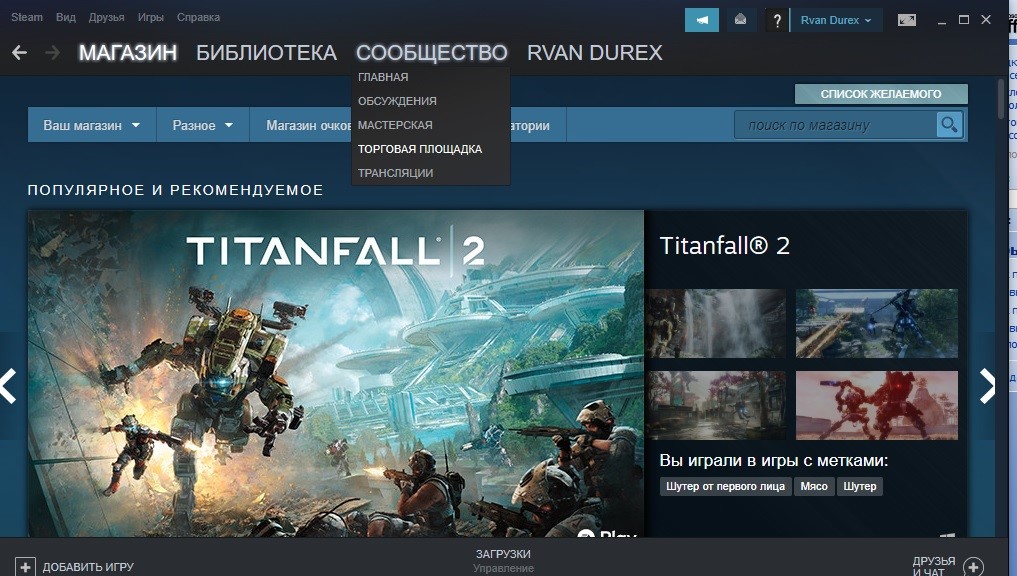 Steam Вид Друзья Игры Справка
? Rvan Durex
МАГАЗИН БИБЛИОТЕКА СООБЩЕСТВО RVAN DUREX
ГЛАВНАЯ
ОБСУЖДЕНИЯ
МАСТЕРСКАЯ
ТОРГОВАЯ ПЛОЩАДКА
ТРАНСЛЯЦИИ
СПИСОК ЖЕЛАЕМОГО
Ваш магазин Разное Магазин очков поиск по магазину
ПОПУЛЯРНОЕ И РЕКОМЕНДУЕМОЕ
TITANFALL® 2
Titanfall® 2
Вы играли в игры с метками:
Шутер от первого лица Мясо Шутер
Play
ДОБАВИТЬ ИГРУ
ЗАГРУЗКИ
Управление
ДРУЗЬЯ
И ЧАТ